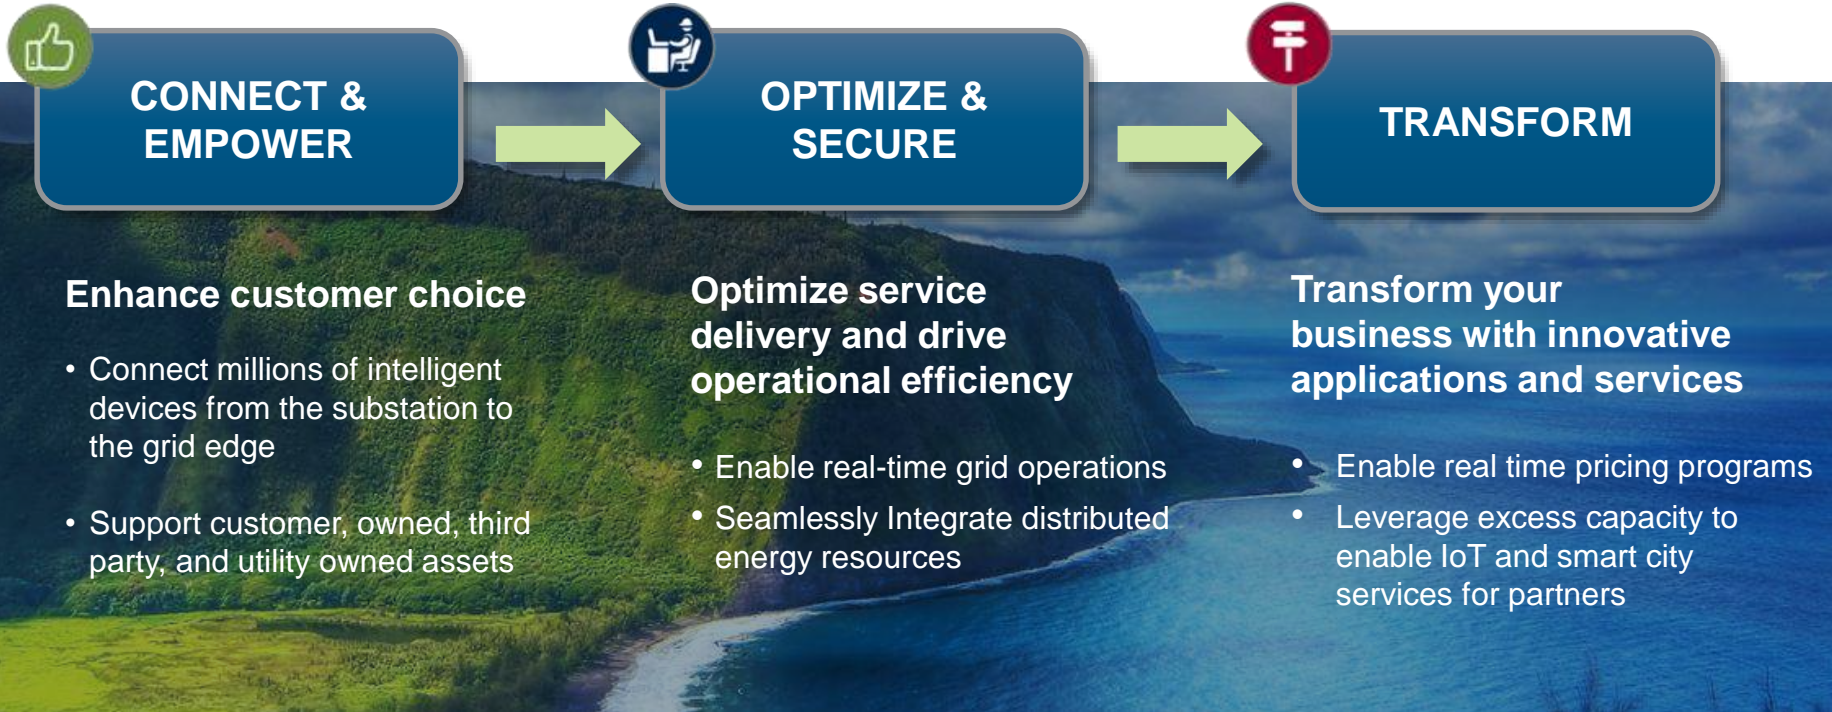 CONNECT &
EMPOWER
OPTIMIZE &
SECURE
TRANSFORM
Enhance customer choice
• Connect millions of intelligent
devices from the substation to
the grid edge
• Support customer, owned, third
party, and utility owned assets
Optimize service
delivery and drive
operational efficiency
• Enable real-time grid operations
• Seamlessly Integrate distributed
energy resources
Transform your
business with innovative
applications and services
• Enable real time pricing programs
• Leverage excess capacity to
enable IoT and smart city
services for partners